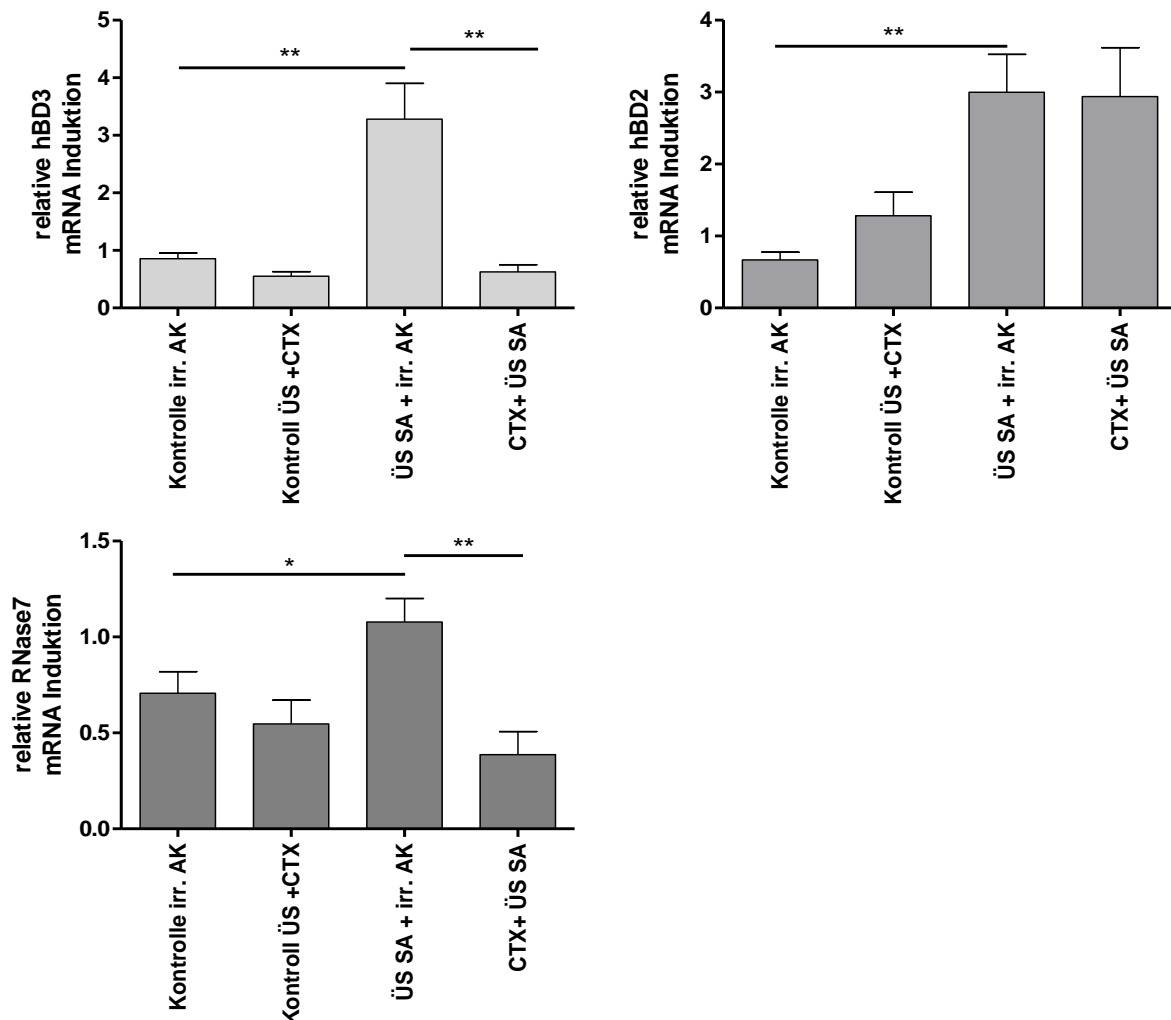 relative hBD3
mRNA Induktion
5
4
3
2
1
0
**
**
Kontrolle irr. AK
Kontroll ÜS +CTX
ÜS SA + irr. AK
CTX+ ÜS SA
relative hBD2
mRNA Induktion
4
3
2
1
0
**
Kontrolle irr. AK
Kontroll ÜS +CTX
ÜS SA + irr. AK
CTX+ ÜS SA
relative RNase7
mRNA Induktion
1.5
1.0
0.5
0.0
*
**
Kontrolle irr. AK
Kontroll ÜS +CTX
ÜS SA + irr. AK
CTX+ ÜS SA